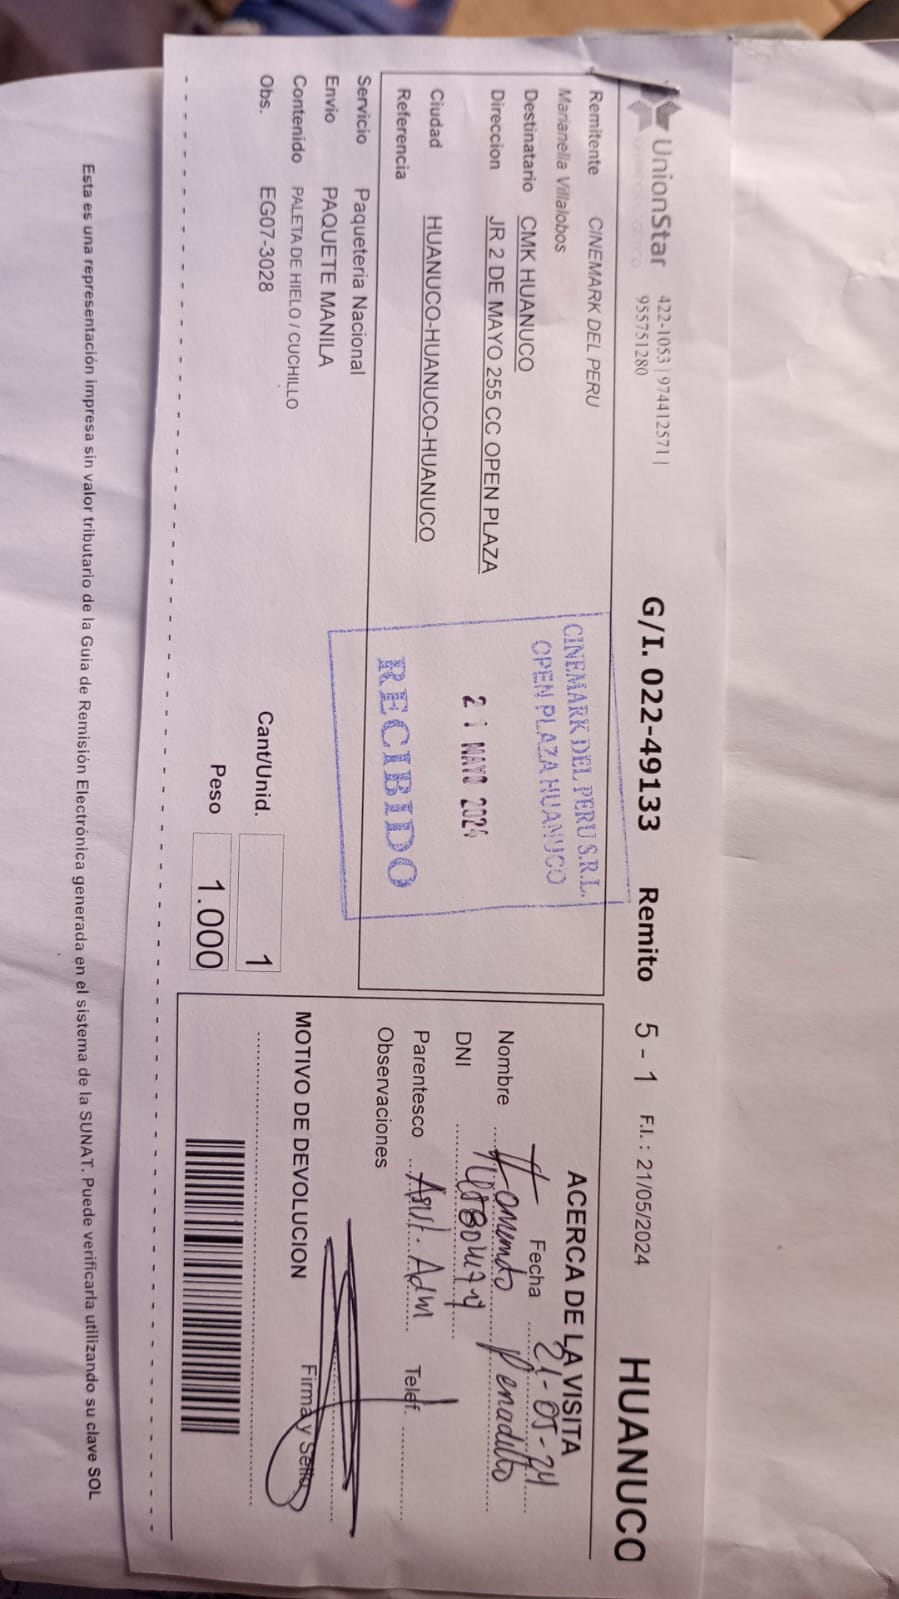 UnionStar 422-1053 | 974412571 |
955751280
G/I. 022-49133 Remito 5 - 1 F.I.: 21/05/2024 HUANUCO
Remitente CINEMARK DEL PERU
Marianella Villalobos
Destinatario CMK HUANUCO
Direccion JR 2 DE MAYO 255 CC OPEN PLAZA
Ciudad HUANUCO-HUANUCO-HUANUCO
Referencia
CINEMARK DEL PERU S.R.L.
OPEN PLAZA HUANUCO
21 MAYO 2024
RECIBIDO
Servicio Paqueteria Nacional
Envio PAQUETE MANILA
Contenido PALETA DE HIELO / CUCHILLO
Obs. EG07-3028
Cant/Unid. 1
Peso 1.000
ACERCA DE LA VISITA
Fecha 21-05-24
Nombre
DNI
Parentesco Asist. Adm Teléf.
Observaciones
MOTIVO DE DEVOLUCION Firma y Sello
Esta es una representación impresa sin valor tributario de la Guia de Remisión Electrónica generada en el sistema de la SUNAT. Puede verificarla utilizando su clave SOL